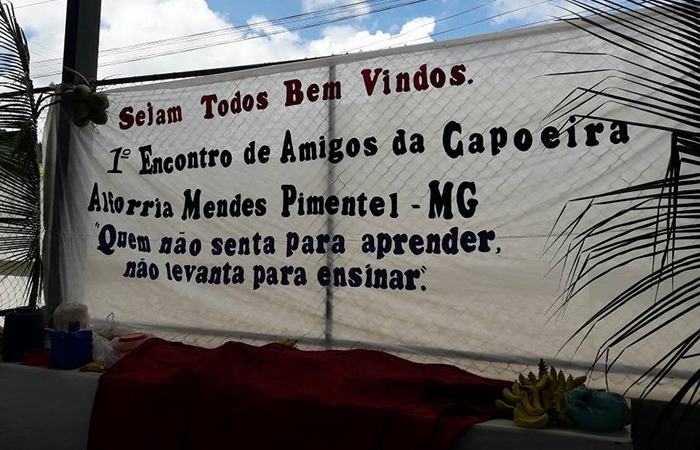 Sejam Todos Bem Vindos.
1º Encontro de Amigos da Capoeira
Alforria Mendes Pimentel - MG
"Quem não senta para aprender,
não levanta para ensinar".